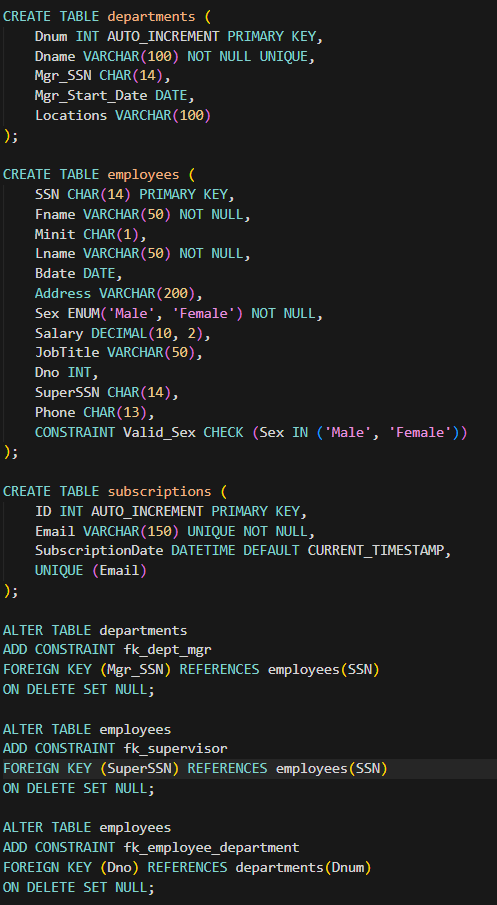 CREATE TABLE departments (
    Dnum INT AUTO_INCREMENT PRIMARY KEY,
    Dname VARCHAR(100) NOT NULL UNIQUE,
    Mgr_SSN CHAR(14),
    Mgr_Start_Date DATE,
    Locations VARCHAR(100)
);

CREATE TABLE employees (
    SSN CHAR(14) PRIMARY KEY,
    Fname VARCHAR(50) NOT NULL,
    Minit CHAR(1),
    Lname VARCHAR(50) NOT NULL,
    Bdate DATE,
    Address VARCHAR(200),
    Sex ENUM('Male', 'Female') NOT NULL,
    Salary DECIMAL(10, 2),
    JobTitle VARCHAR(50),
    Dno INT,
    SuperSSN CHAR(14),
    Phone CHAR(13),
    CONSTRAINT Valid_Sex CHECK (Sex IN ('Male', 'Female'))
);

CREATE TABLE subscriptions (
    ID INT AUTO_INCREMENT PRIMARY KEY,
    Email VARCHAR(150) UNIQUE NOT NULL,
    SubscriptionDate DATETIME DEFAULT CURRENT_TIMESTAMP,
    UNIQUE (Email)
);

ALTER TABLE departments
ADD CONSTRAINT fk_dept_mgr
FOREIGN KEY (Mgr_SSN) REFERENCES employees(SSN)
ON DELETE SET NULL;

ALTER TABLE employees
ADD CONSTRAINT fk_supervisor
FOREIGN KEY (SuperSSN) REFERENCES employees(SSN)
ON DELETE SET NULL;

ALTER TABLE employees
ADD CONSTRAINT fk_employee_department
FOREIGN KEY (Dno) REFERENCES departments(Dnum)
ON DELETE SET NULL;